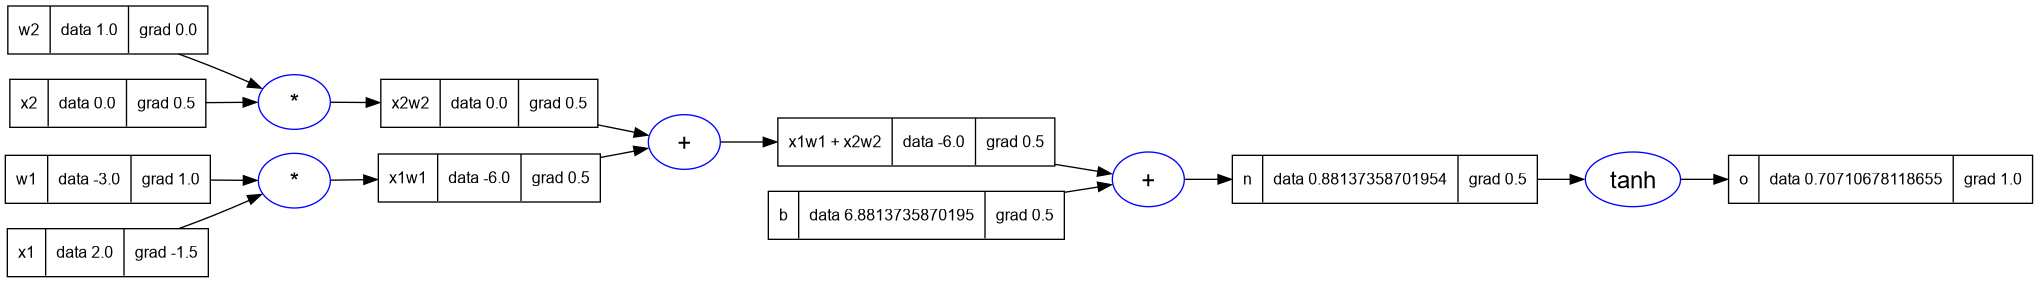 w2 data 1.0 grad 0.0
x2 data 0.0 grad 0.5
*
x2w2 data 0.0 grad 0.5
w1 data -3.0 grad 1.0
*
x1w1 data -6.0 grad 0.5
x1 data 2.0 grad -1.5
+
x1w1 + x2w2 data -6.0 grad 0.5
b data 6.8813735870195 grad 0.5
+
n data 0.88137358701954 grad 0.5
tanh
o data 0.70710678118655 grad 1.0